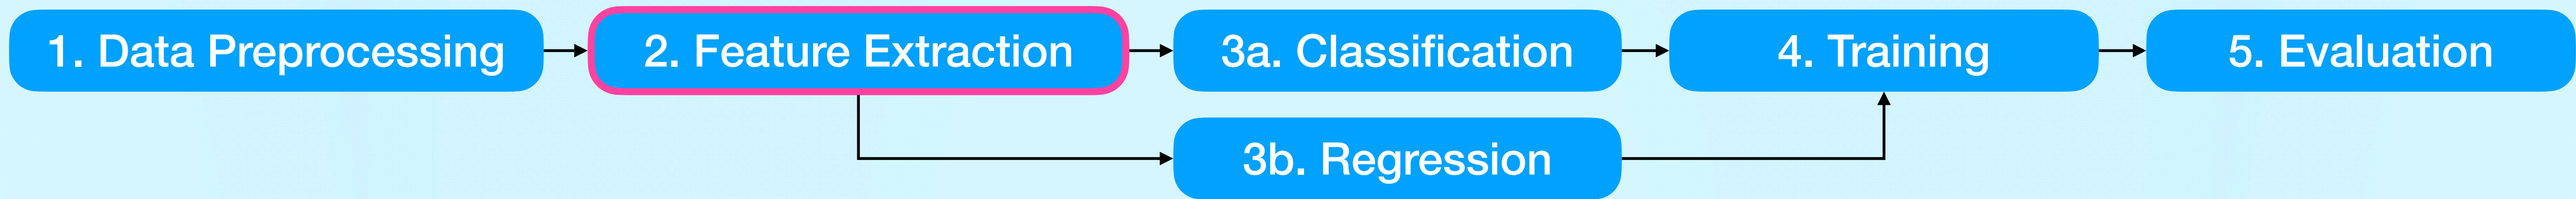 1. Data Preprocessing
2. Feature Extraction
3a. Classification
4. Training
5. Evaluation
3b. Regression